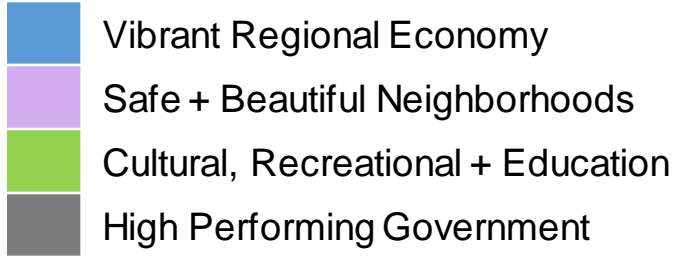 Vibrant Regional Economy
Safe + Beautiful Neighborhoods
Cultural, Recreational + Education
High Performing Government